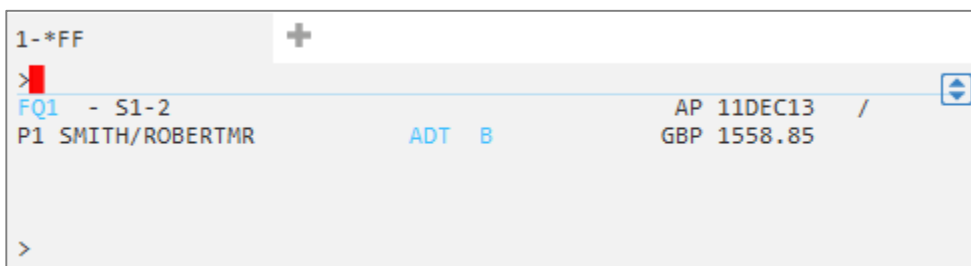 1-*FF
>
FQ1 - S1-2 AP 11DEC13 /
P1 SMITH/ROBERTMR ADT B GBP 1558.85
>